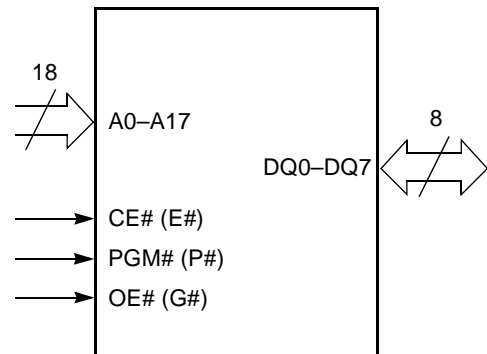 18
A0–A17
8
DQ0–DQ7
CE# (E#)
PGM# (P#)
OE# (G#)